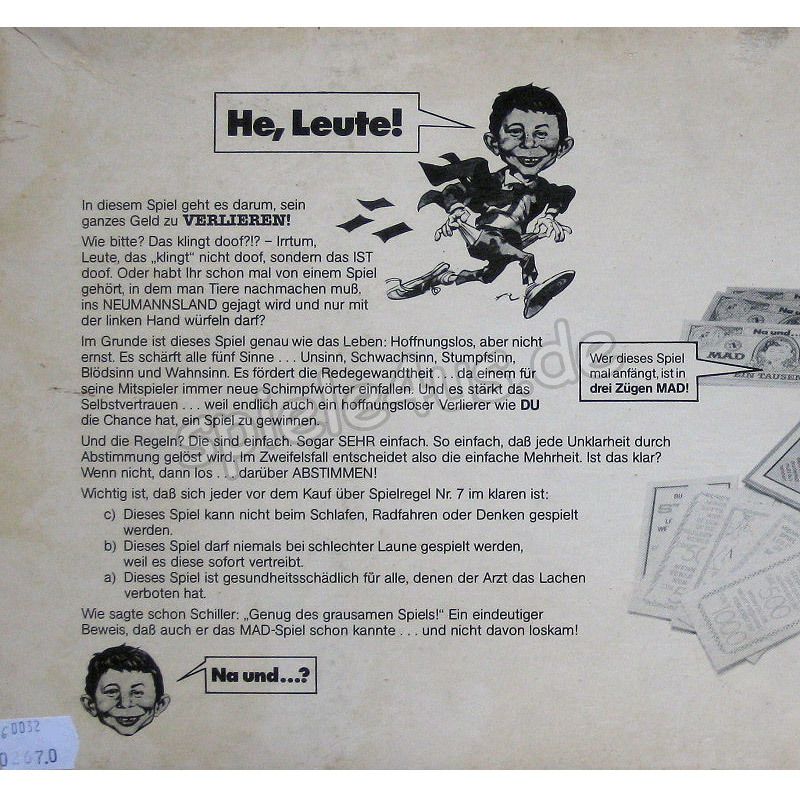 He, Leute!
In diesem Spiel geht es darum, sein
ganzes Geld zu VERLIEREN!
Wie bitte? Das klingt doof?!? – Irrtum,
Leute, das „klingt" nicht doof, sondern das IST
doof. Oder habt Ihr schon mal von einem Spiel
gehört, in dem man Tiere nachmachen muß,
ins NEUMANNSLAND gejagt wird und nur mit
der linken Hand würfeln darf?
Im Grunde ist dieses Spiel genau wie das Leben: Hoffnungslos, aber nicht
ernst. Es schärft alle fünf Sinne . . . Unsinn, Schwachsinn, Stumpfsinn,
Blödsinn und Wahnsinn. Es fördert die Redegewandtheit . . . da einem für
seine Mitspieler immer neue Schimpfwörter einfallen. Und es stärkt das
Selbstvertrauen . . . weil endlich auch ein hoffnungsloser Verlierer wie DU
die Chance hat, ein Spiel zu gewinnen.
Und die Regeln? Die sind einfach. Sogar SEHR einfach. So einfach, daß jede Unklarheit durch
Abstimmung gelöst wird. Im Zweifelsfall entscheidet also die einfache Mehrheit. Ist das klar?
Wenn nicht, dann los . . . darüber ABSTIMMEN!
Wichtig ist, daß sich jeder vor dem Kauf über Spielregel Nr. 7 im klaren ist:
c) Dieses Spiel kann nicht beim Schlafen, Radfahren oder Denken gespielt
werden.
b) Dieses Spiel darf niemals bei schlechter Laune gespielt werden,
weil es diese sofort vertreibt.
a) Dieses Spiel ist gesundheitsschädlich für alle, denen der Arzt das Lachen
verboten hat.
Wie sagte schon Schiller: „Genug des grausamen Spiels!" Ein eindeutiger
Beweis, daß auch er das MAD-Spiel schon kannte . . . und nicht davon loskam!
Na und...?
Wer dieses Spiel
mal anfängt, ist in
drei Zügen MAD!
Na und...
MAD
EIN TAUSEN
1000
500
60032
0267.0
spiele4us.de